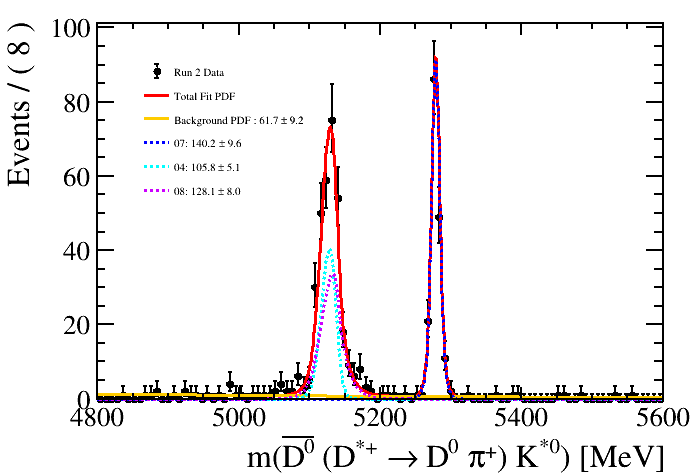 Events / ( 8 )
100
80
60
40
20
0
Run 2 Data
Total Fit PDF
Background PDF : 61.7 ± 9.2
07: 140.2 ± 9.6
04: 105.8 ± 5.1
08: 128.1 ± 8.0
4800 5000 5200 5400 5600
m(D̅⁰ (D*⁺ → D⁰ π⁺) K*⁰) [MeV]